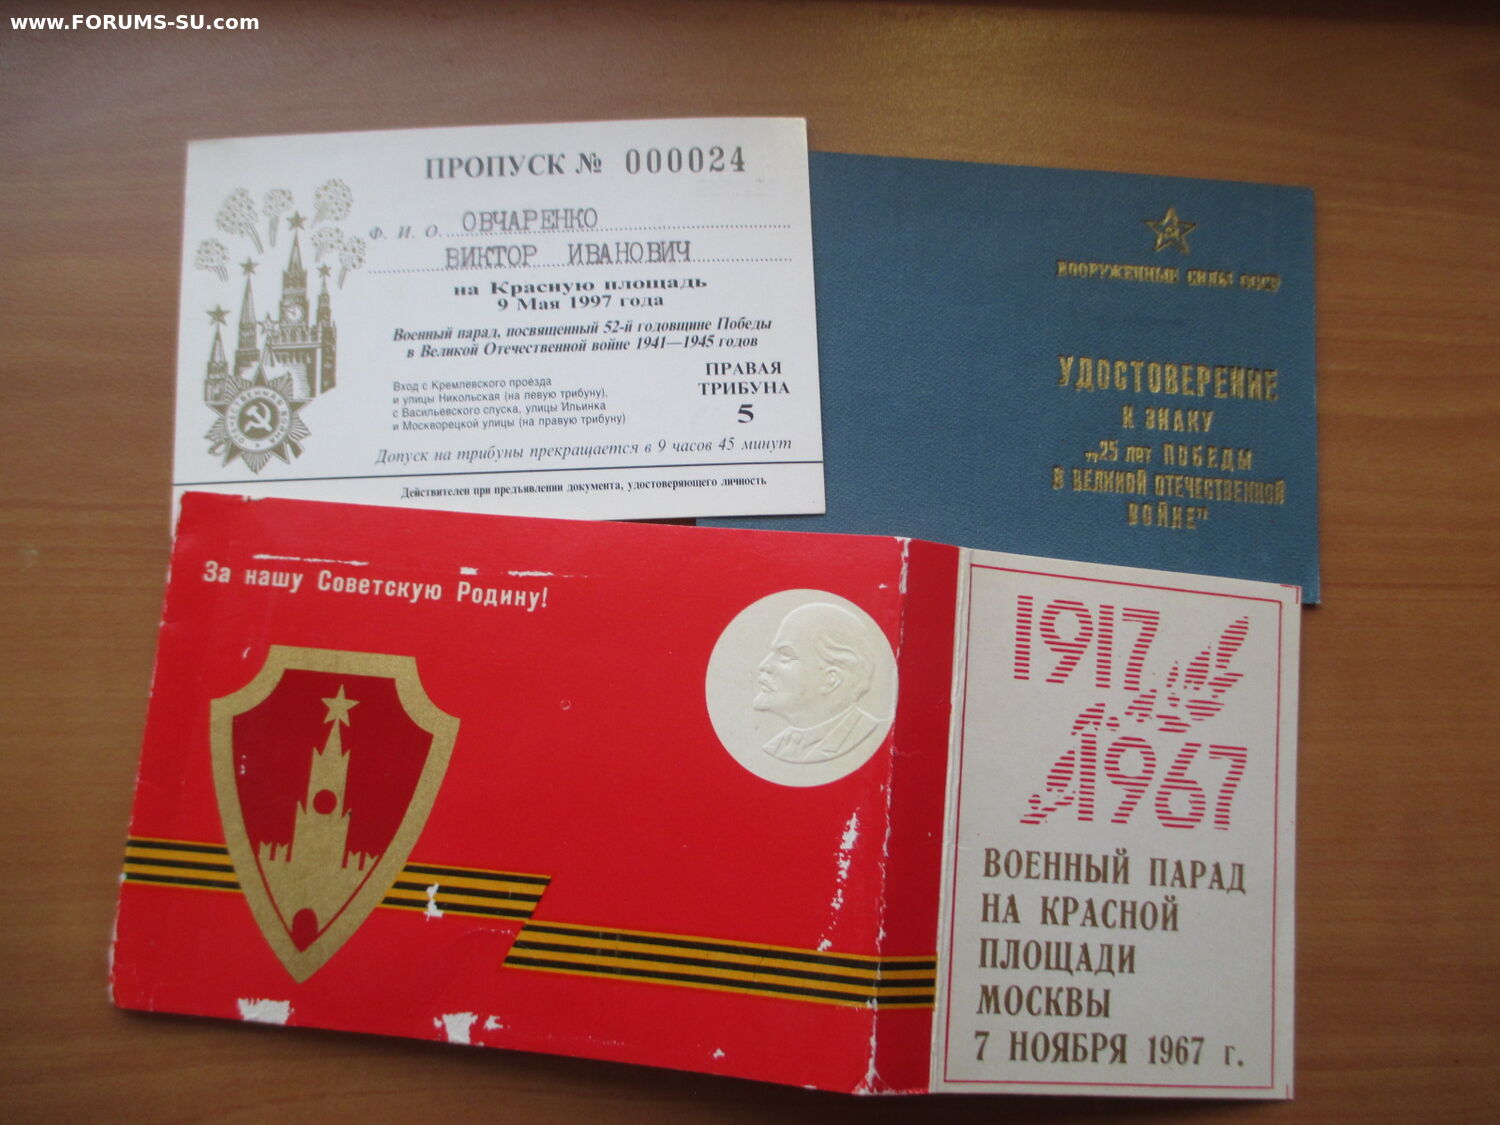 www.FORUMS-SU.com
ПРОПУСК № 000024
Ф. И. О. ОВЧАРЕНКО
ВИКТОР ИВАНОВИЧ
на Красную площадь
9 Мая 1997 года
Военный парад, посвященный 52-й годовщине Победы
в Великой Отечественной войне 1941—1945 годов
Вход с Кремлевского проезда
и улицы Никольская (на левую трибуну),
с Васильевского спуска, улицы Ильинка
и Москворецкой улицы (на правую трибуну)
ПРАВАЯ
ТРИБУНА
5
Допуск на трибуны прекращается в 9 часов 45 минут
Действителен при предъявлении документа, удостоверяющего личность
ОТЕЧЕСТВЕННАЯ ВОЙНА
ВООРУЖЕННЫЕ СИЛЫ СССР
УДОСТОВЕРЕНИЕ
К ЗНАКУ
„25 лет ПОБЕДЫ
В ВЕЛИКОЙ ОТЕЧЕСТВЕННОЙ
ВОЙНЕ"
За нашу Советскую Родину!
1917
1967
ВОЕННЫЙ ПАРАД
НА КРАСНОЙ
ПЛОЩАДИ
МОСКВЫ
7 НОЯБРЯ 1967 г.